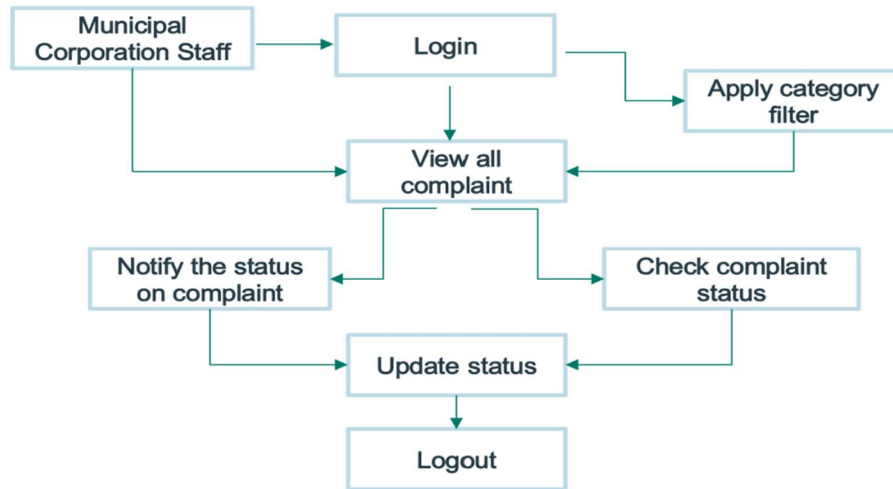 Municipal
Corporation Staff
Login
Apply category
filter
View all
complaint
Notify the status
on complaint
Check complaint
status
Update status
Logout